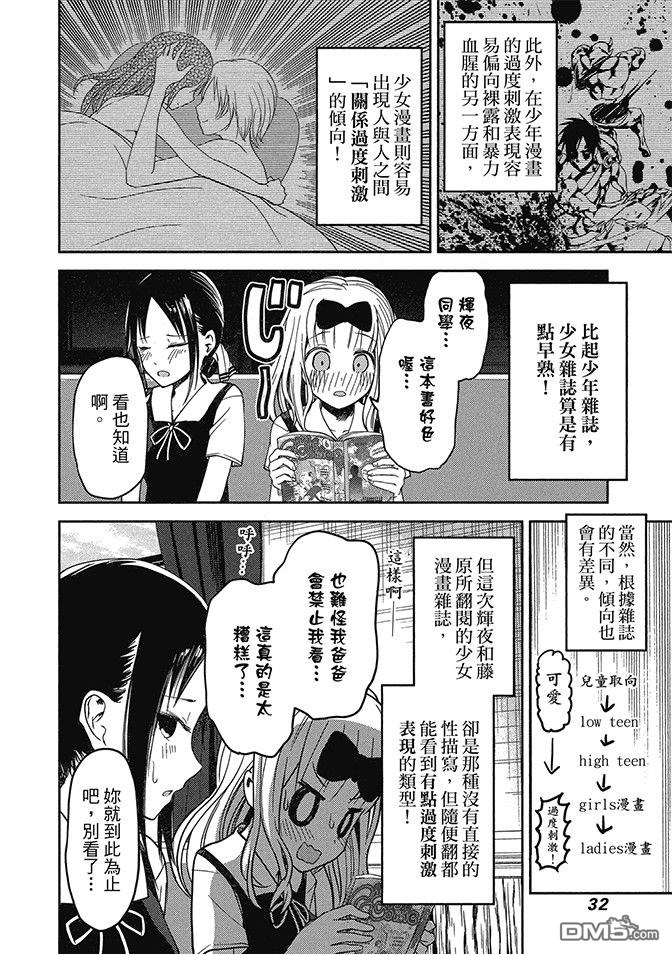 此外，在少年漫畫
的過度刺激表現容
易偏向裸露和暴力
血腥的另一方面，
少女漫畫則容易
出現人與人之間
「關係過度刺激
」的傾向！
比起少年雜誌，
少女雜誌算是有
點早熟！
輝夜
同學…
這本書好色
喔…
じーっ
看也知道
啊。
當然，根據雜誌
的不同，傾向也
會有差異。
兒童取向
low teen
high teen
girls漫畫
ladies漫畫
可愛
過度刺激！
但這次輝夜和藤
原所翻閱的少女
漫畫雜誌，
卻是那種沒有直接的
性描寫，但隨便翻都
能看到有點過度刺激
表現的類型！
這樣啊——
也難怪我爸爸
會禁止我看…
這真的是太
糟糕了…
呼呼…
妳就到此為止
吧，別看了…
32
DM5.com